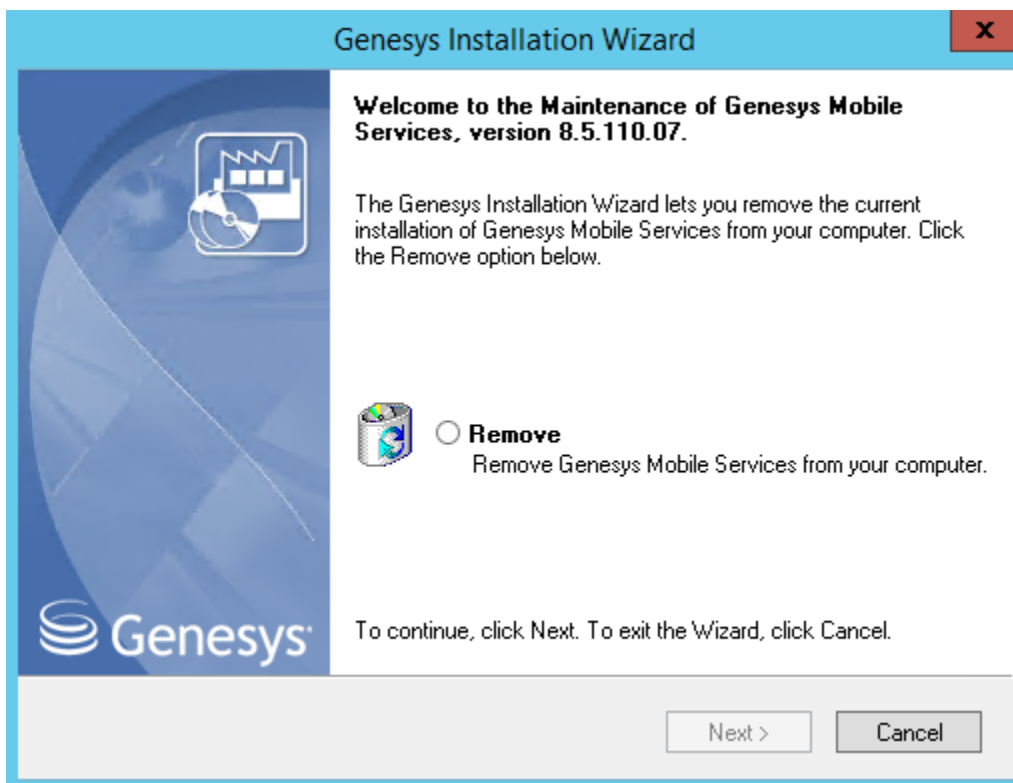 Genesys Installation Wizard
x
Welcome to the Maintenance of Genesys Mobile
Services, version 8.5.110.07.
The Genesys Installation Wizard lets you remove the current
installation of Genesys Mobile Services from your computer. Click
the Remove option below.
Remove
Remove Genesys Mobile Services from your computer.
Genesys
To continue, click Next. To exit the Wizard, click Cancel.
Next >
Cancel